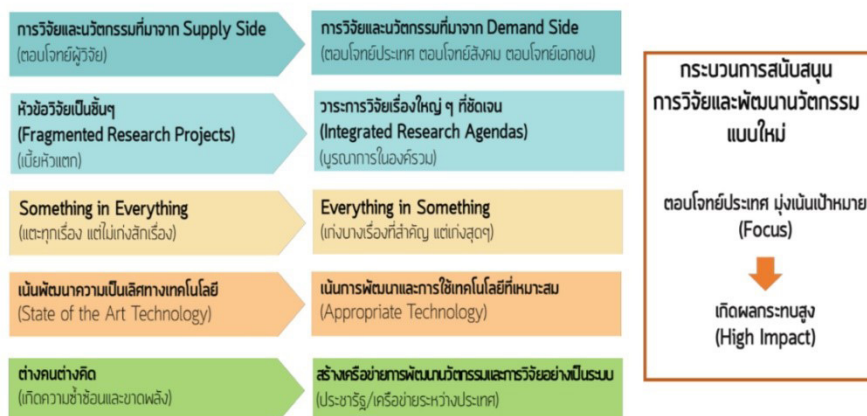 การวิจัยและนวัตกรรมที่มาจาก Supply Side
(ตอบโจทย์ผู้วิจัย)
การวิจัยและนวัตกรรมที่มาจาก Demand Side
(ตอบโจทย์ประเทศ ตอบโจทย์สังคม ตอบโจทย์เอกชน)
หัวข้อวิจัยเป็นชิ้นๆ
(Fragmented Research Projects)
(เบี้ยหัวแตก)
วาระการวิจัยเรื่องใหญ่ ๆ ที่ชัดเจน
(Integrated Research Agendas)
(บูรณาการในองค์รวม)
Something in Everything
(แตะทุกเรื่อง แต่ไม่เก่งสักเรื่อง)
Everything in Something
(เก่งบางเรื่องที่สำคัญ แต่เก่งสุดๆ)
เน้นพัฒนาความเป็นเลิศทางเทคโนโลยี
(State of the Art Technology)
เน้นการพัฒนาและการใช้เทคโนโลยีที่เหมาะสม
(Appropriate Technology)
ต่างคนต่างคิด
(เกิดความซ้ำซ้อนและขาดพลัง)
สร้างเครือข่ายการพัฒนานวัตกรรมและการวิจัยอย่างเป็นระบบ
(ประชารัฐ/เครือข่ายระหว่างประเทศ)
กระบวนการสนับสนุน
การวิจัยและพัฒนานวัตกรรม
แบบใหม่
ตอบโจทย์ประเทศ มุ่งเน้นเป้าหมาย
(Focus)
เกิดผลกระทบสูง
(High Impact)